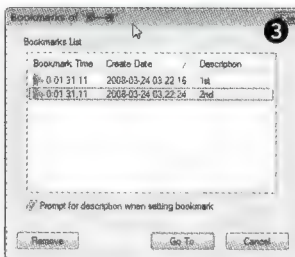 Bookmarks of
3
Bookmarks List
Bookmark Time Create Date / Description
0:01:31.11 2008-03-24 03:22:16 1st
0:01:31.11 2008-03-24 03:22:24 2nd
Prompt for description when setting bookmark
Remove Go To Cancel